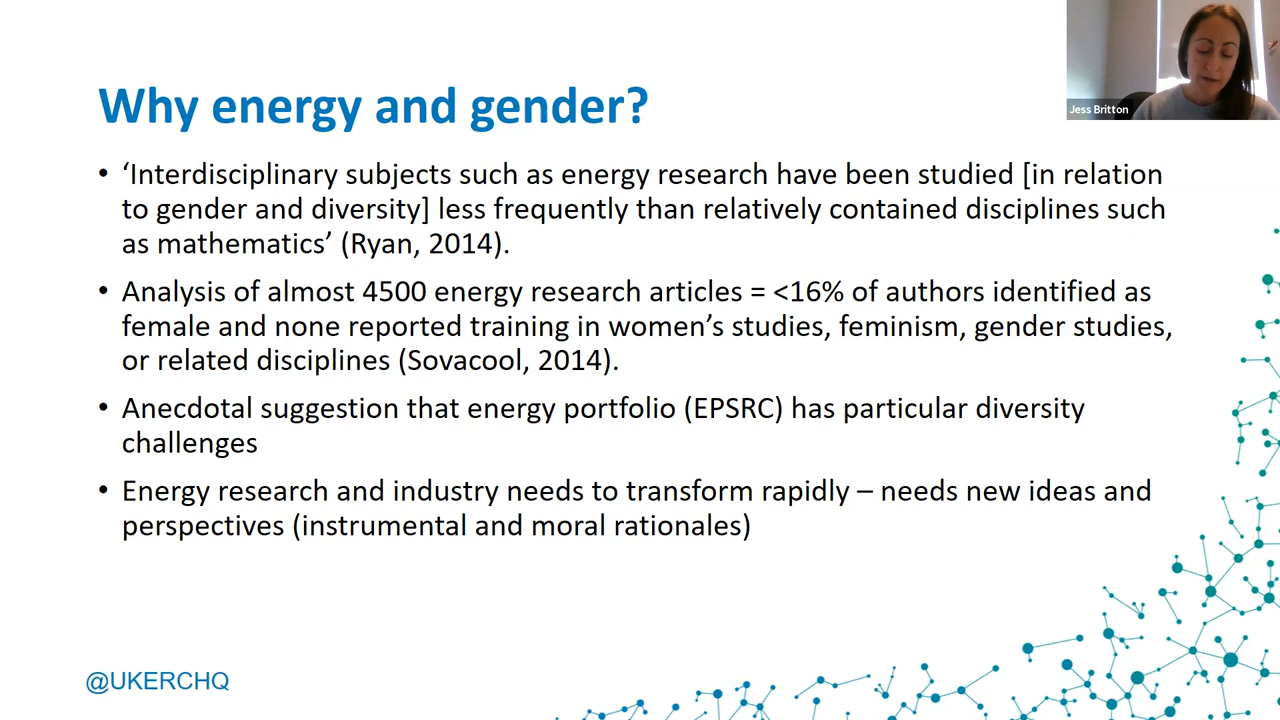 Jess Britton
Why energy and gender?
• ‘Interdisciplinary subjects such as energy research have been studied [in relation
to gender and diversity] less frequently than relatively contained disciplines such
as mathematics’ (Ryan, 2014).
• Analysis of almost 4500 energy research articles = <16% of authors identified as
female and none reported training in women’s studies, feminism, gender studies,
or related disciplines (Sovacool, 2014).
• Anecdotal suggestion that energy portfolio (EPSRC) has particular diversity
challenges
• Energy research and industry needs to transform rapidly – needs new ideas and
perspectives (instrumental and moral rationales)
@UKERCHQ